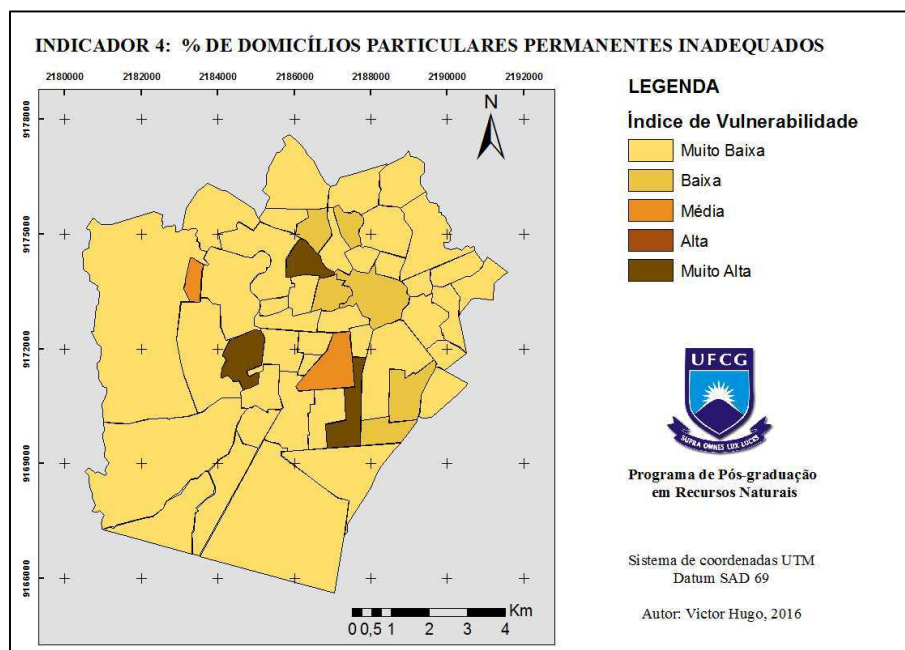 INDICADOR 4: % DE DOMICÍLIOS PARTICULARES PERMANENTES INADEQUADOS
2180000 2182000 2184000 2186000 2188000 2190000 2192000
9178000
9175000
9172000
9169000
9166000
N
Km
0 0,5 1 2 3 4
LEGENDA
Índice de Vulnerabilidade
Muito Baixa
Baixa
Média
Alta
Muito Alta
UFCG
SUPRA OMNES LUX LUCES
Programa de Pós-graduação
em Recursos Naturais
Sistema de coordenadas UTM
Datum SAD 69
Autor: Victor Hugo, 2016